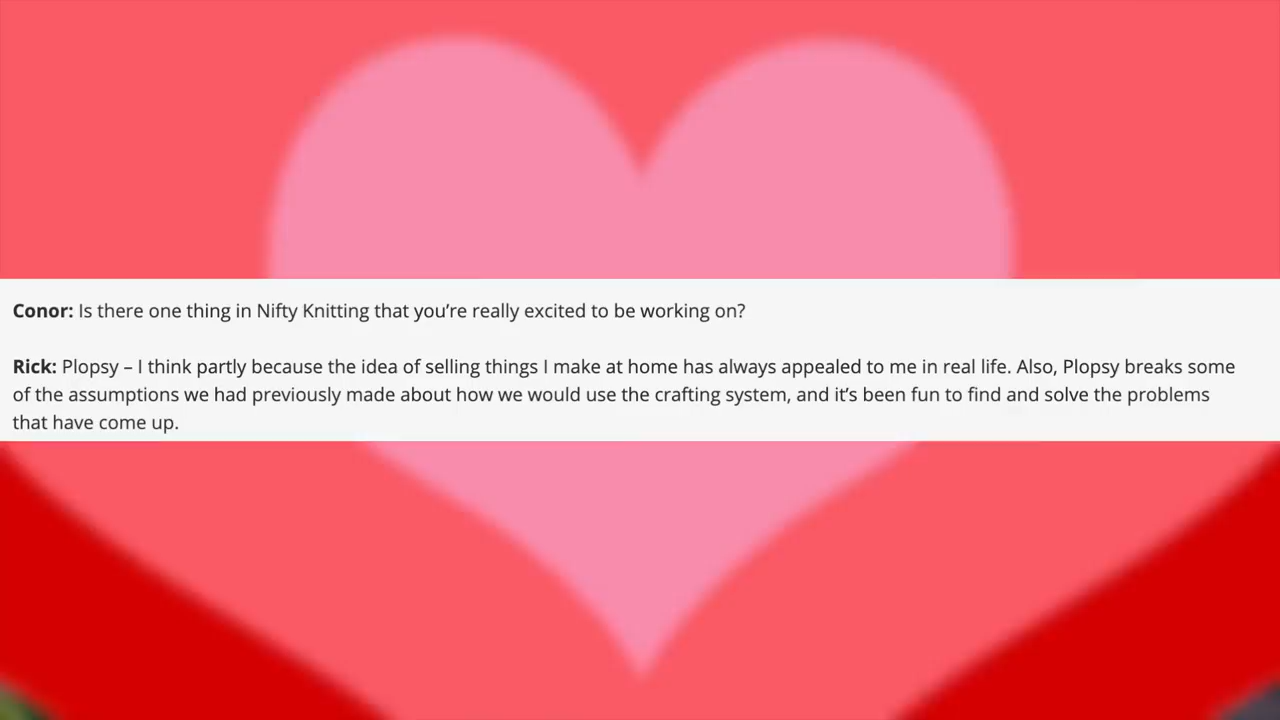 Conor: Is there one thing in Nifty Knitting that you’re really excited to be working on?
Rick: Plopsy – I think partly because the idea of selling things I make at home has always appealed to me in real life. Also, Plopsy breaks some
of the assumptions we had previously made about how we would use the crafting system, and it’s been fun to find and solve the problems
that have come up.